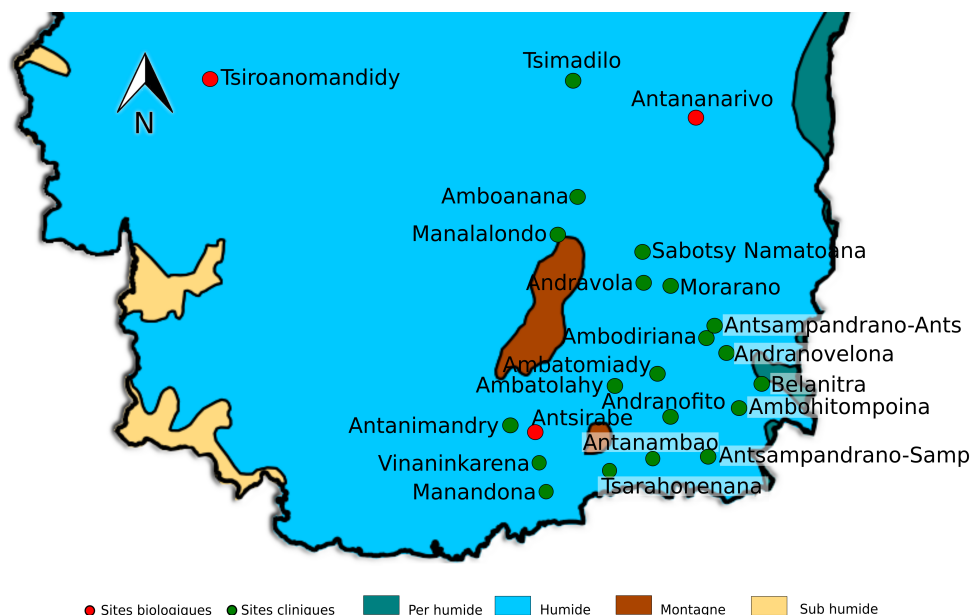 Tsimadilo
Tsiroanomandidy
Antananarivo
N
Amboanana
Manalalondo
Sabotsy Namatoana
Andravola
Morarano
Antsampandrano-Ants
Ambodiriana
Andranovelona
Ambatomiady
Ambatolahy
Belanitra
Andranofito
Ambohitompoina
Antsirabe
Antanimandry
Antanambao
Antsampandrano-Samp
Vinaninkarena
Tsarahonenana
Manandona
Sites biologiques
Sites cliniques
Per humide
Humide
Montagne
Sub humide